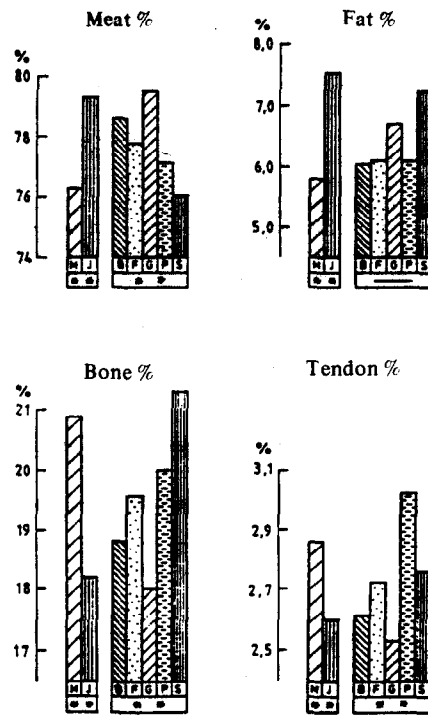 Meat %
%
80
78
76
74
M J B F G P S
* * * *
Fat %
8,0
%
7,0
6,0
5,0
M J B F G P S
* * —
Bone %
%
21
20
19
18
17
M J B F G P S
* * * *
Tendon %
%
3,1
2,9
2,7
2,5
M J B F G P S
* * * *